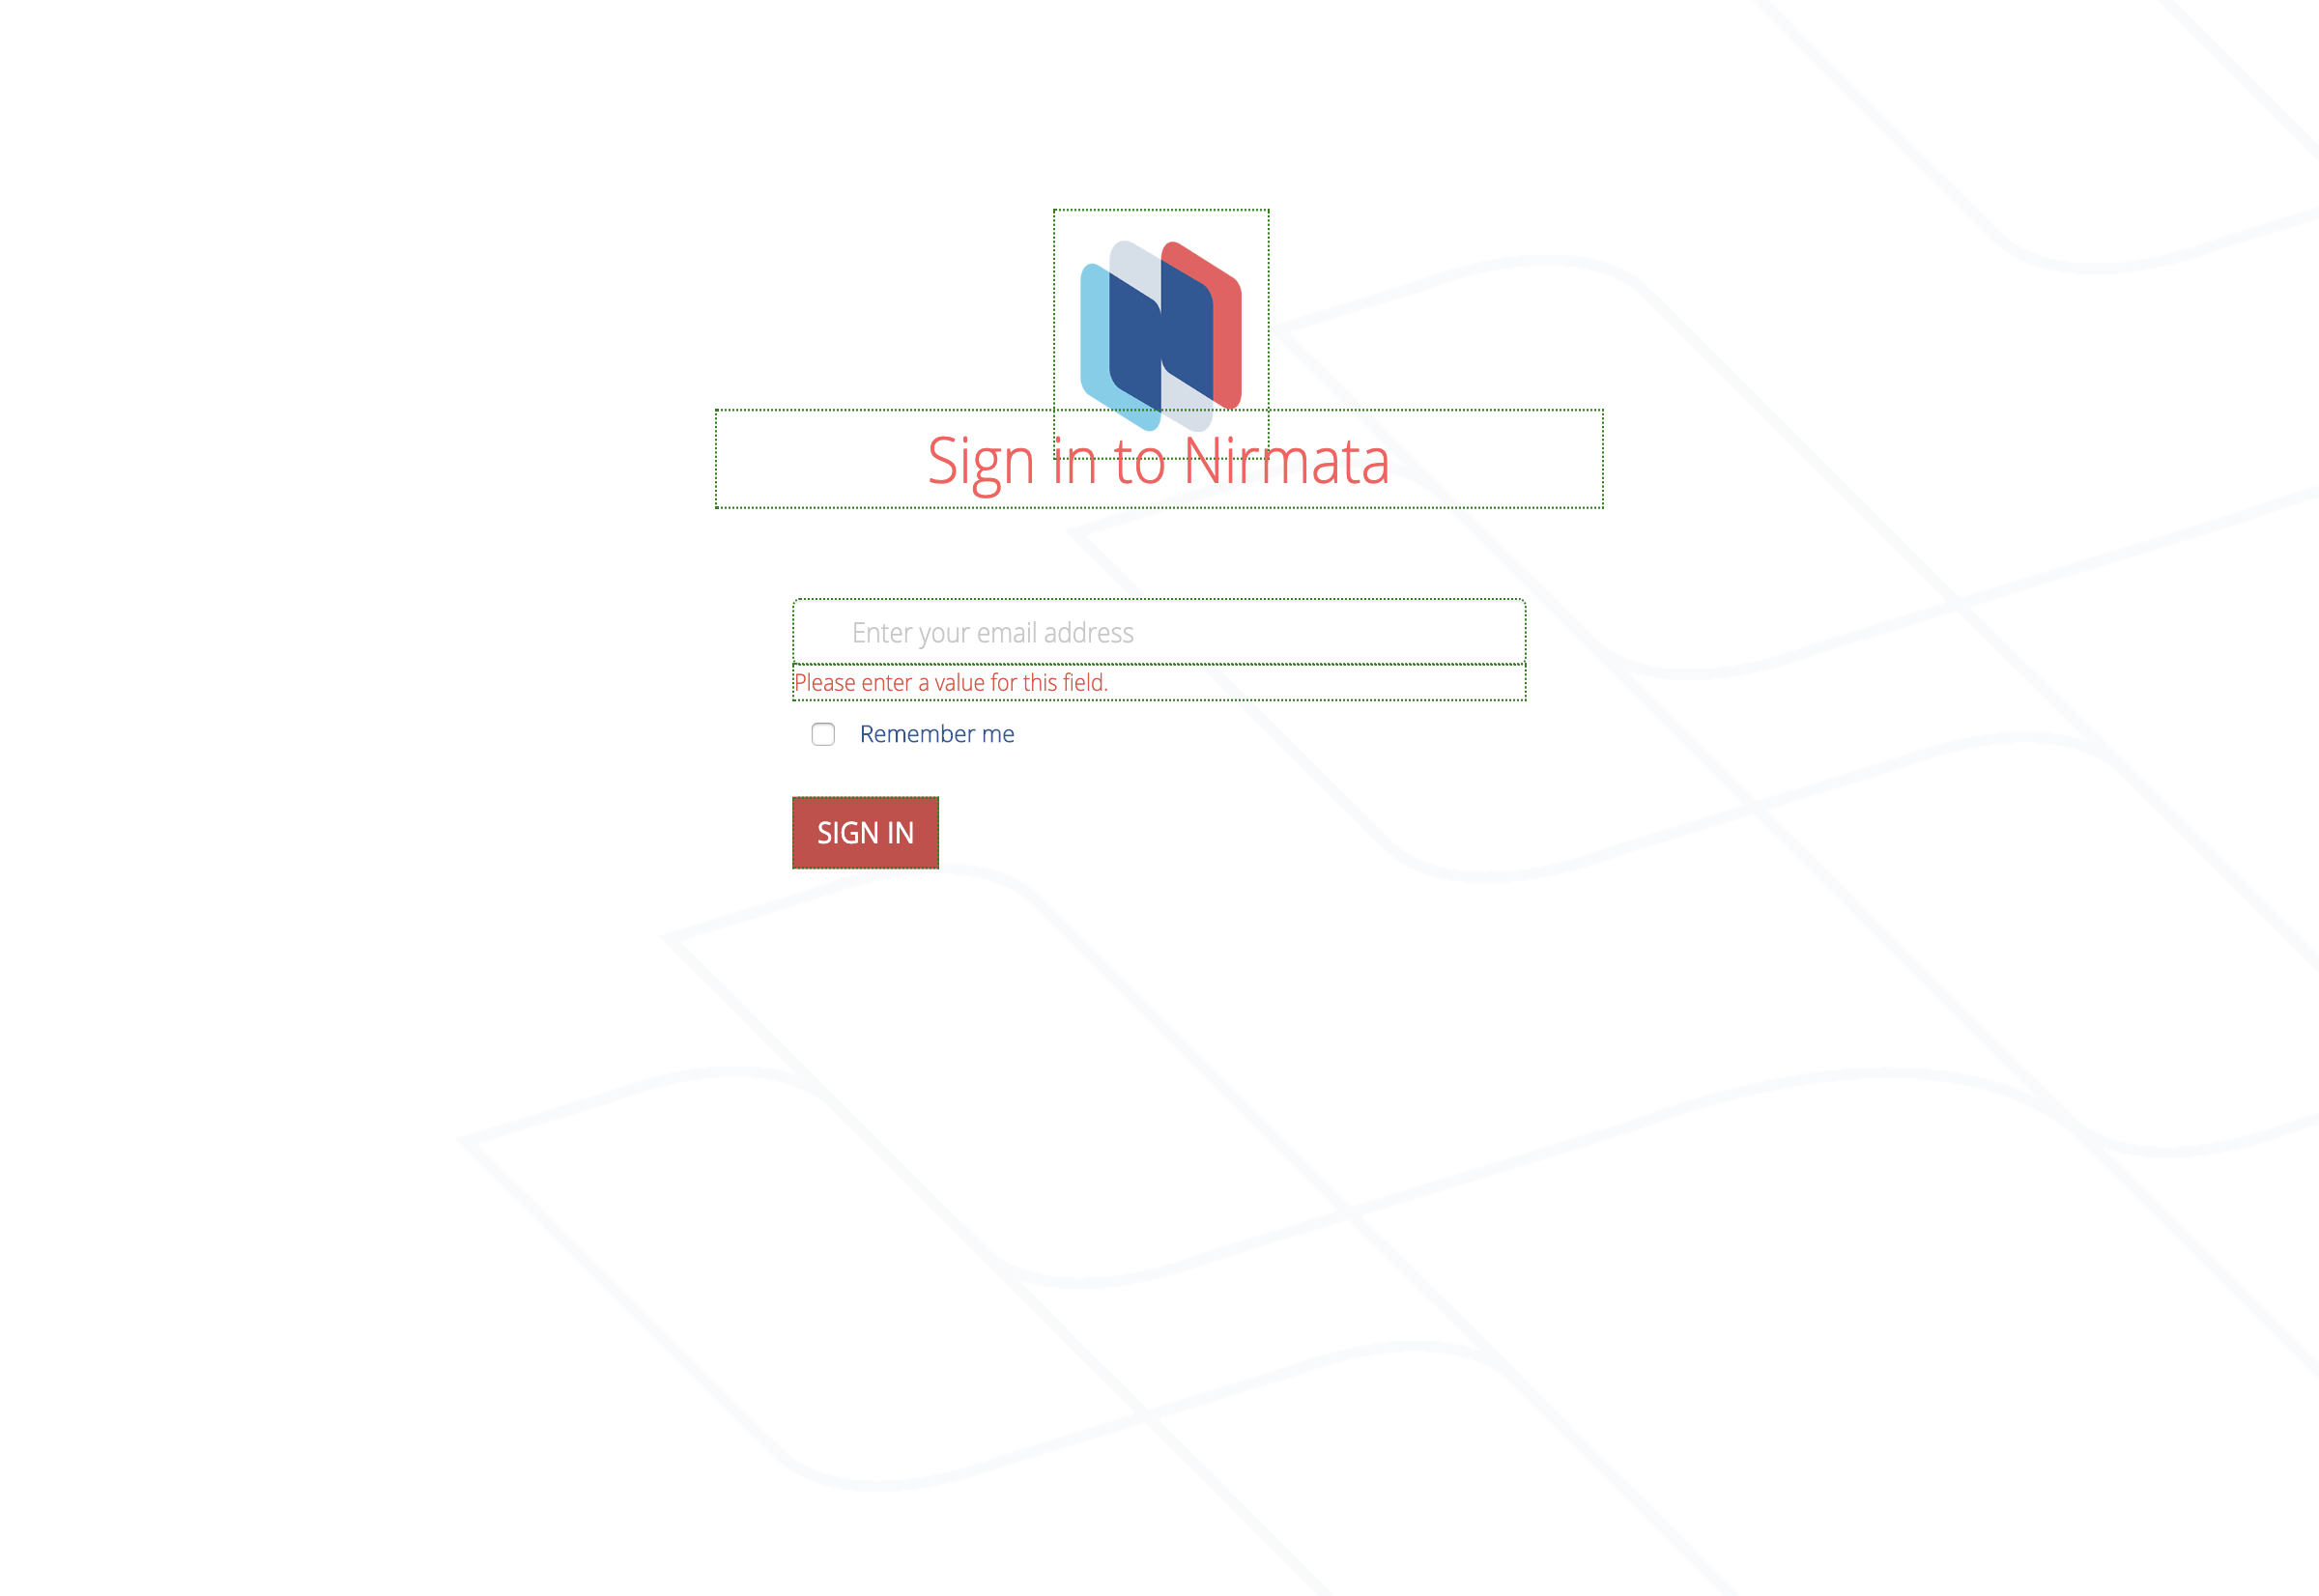 Sign in to Nirmata
Enter your email address
Please enter a value for this field.
Remember me
SIGN IN